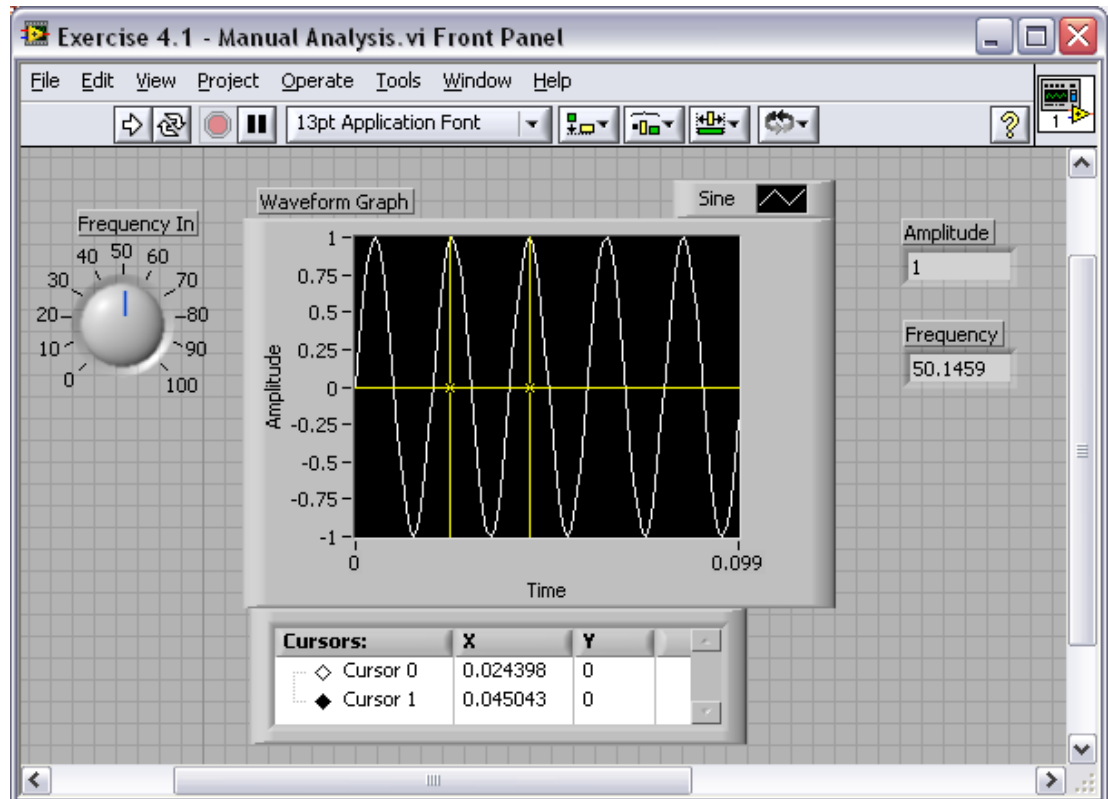 Exercise 4.1 - Manual Analysis.vi Front Panel
File Edit View Project Operate Tools Window Help
13pt Application Font
1
Frequency In
0
10
20
30
40
50
60
70
80
90
100
Waveform Graph
Sine
Amplitude
1
0.75
0.5
0.25
0
-0.25
-0.5
-0.75
-1
0 0.099
Time
Amplitude
1
Frequency
50.1459
Cursors: X Y
Cursor 0 0.024398 0
Cursor 1 0.045043 0